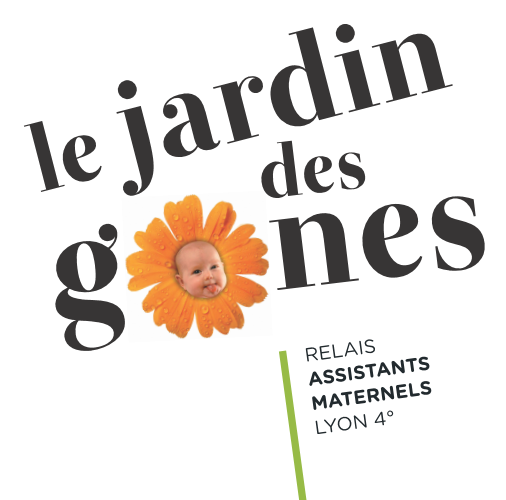 le jardin
des
gones
RELAIS
ASSISTANTS
MATERNELS
LYON 4°